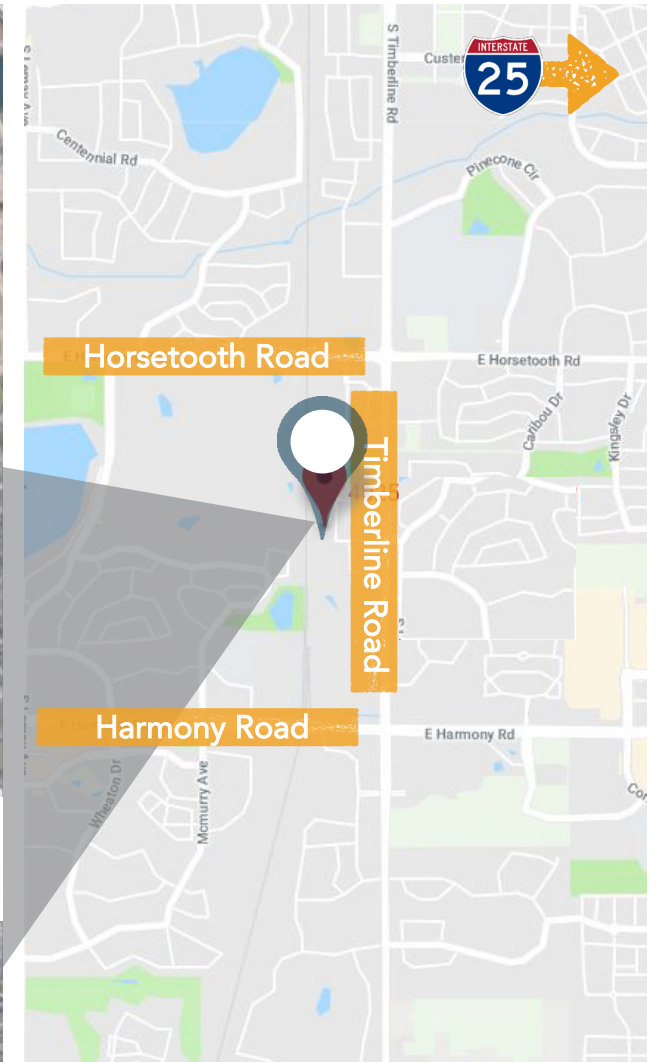 S Timberline Rd
INTERSTATE
25
Centennial Rd
Pinecone Cir
Horsetooth Road
E Horsetooth Rd
Caribou Dr
Kingsley Dr
Timberline Road
Harmony Road
E Harmony Rd
Wheaton Dr
Mcmurry Ave